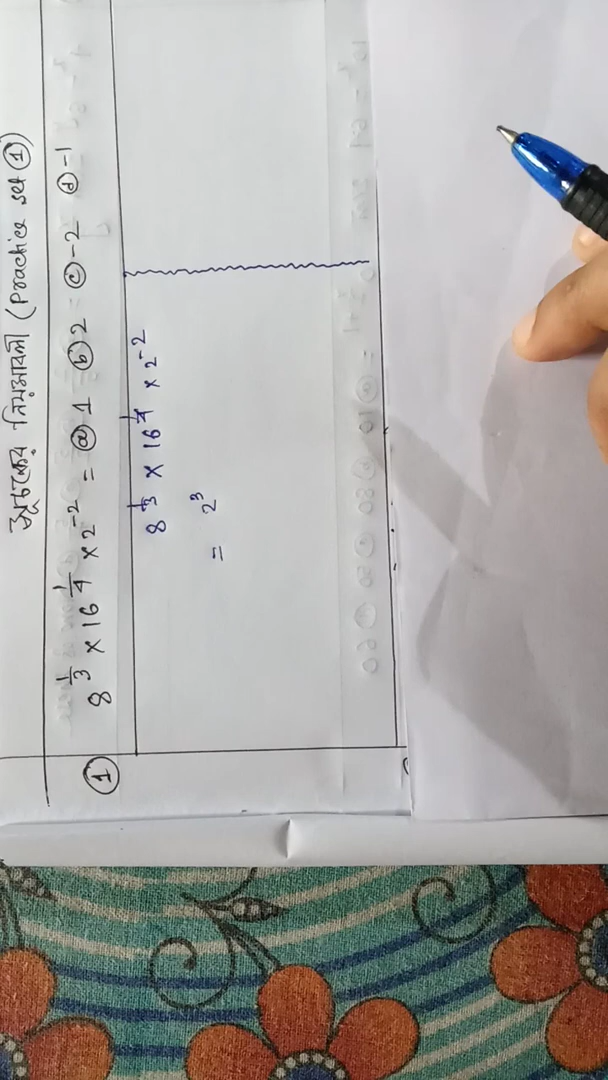 সূচকের নিয়মাবলী (Practice set ①)
① 8^(1/3) × 16^(1/4) × 2^-2 = ⓐ 1 ⓑ 2 ⓒ -2 ⓓ -1
8^(1/3) × 16^(1/4) × 2^-2
= 2^3